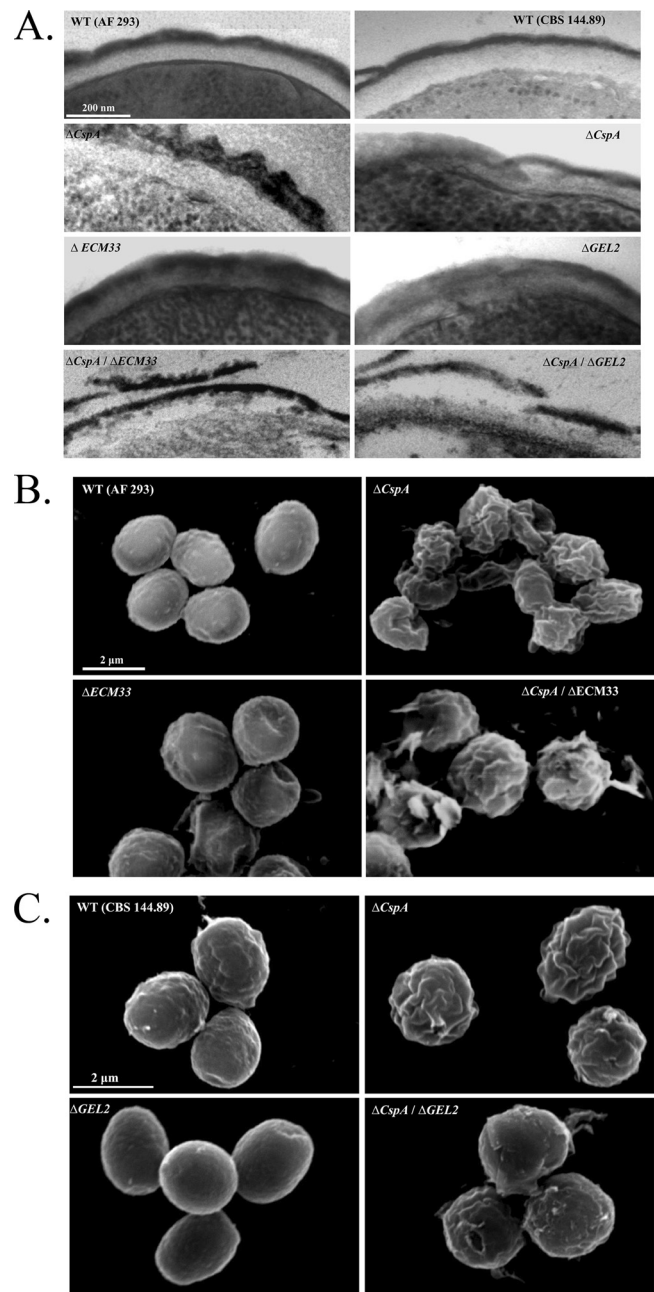 A.
WT (AF 293)
WT (CBS 144.89)
200 nm
ΔCspA
ΔCspA
Δ ECM33
ΔGEL2
ΔCspA / ΔECM33
ΔCspA / ΔGEL2
B.
WT (AF 293)
ΔCspA
2 µm
ΔECM33
ΔCspA / ΔECM33
C.
WT (CBS 144.89)
ΔCspA
2 µm
ΔGEL2
ΔCspA / ΔGEL2